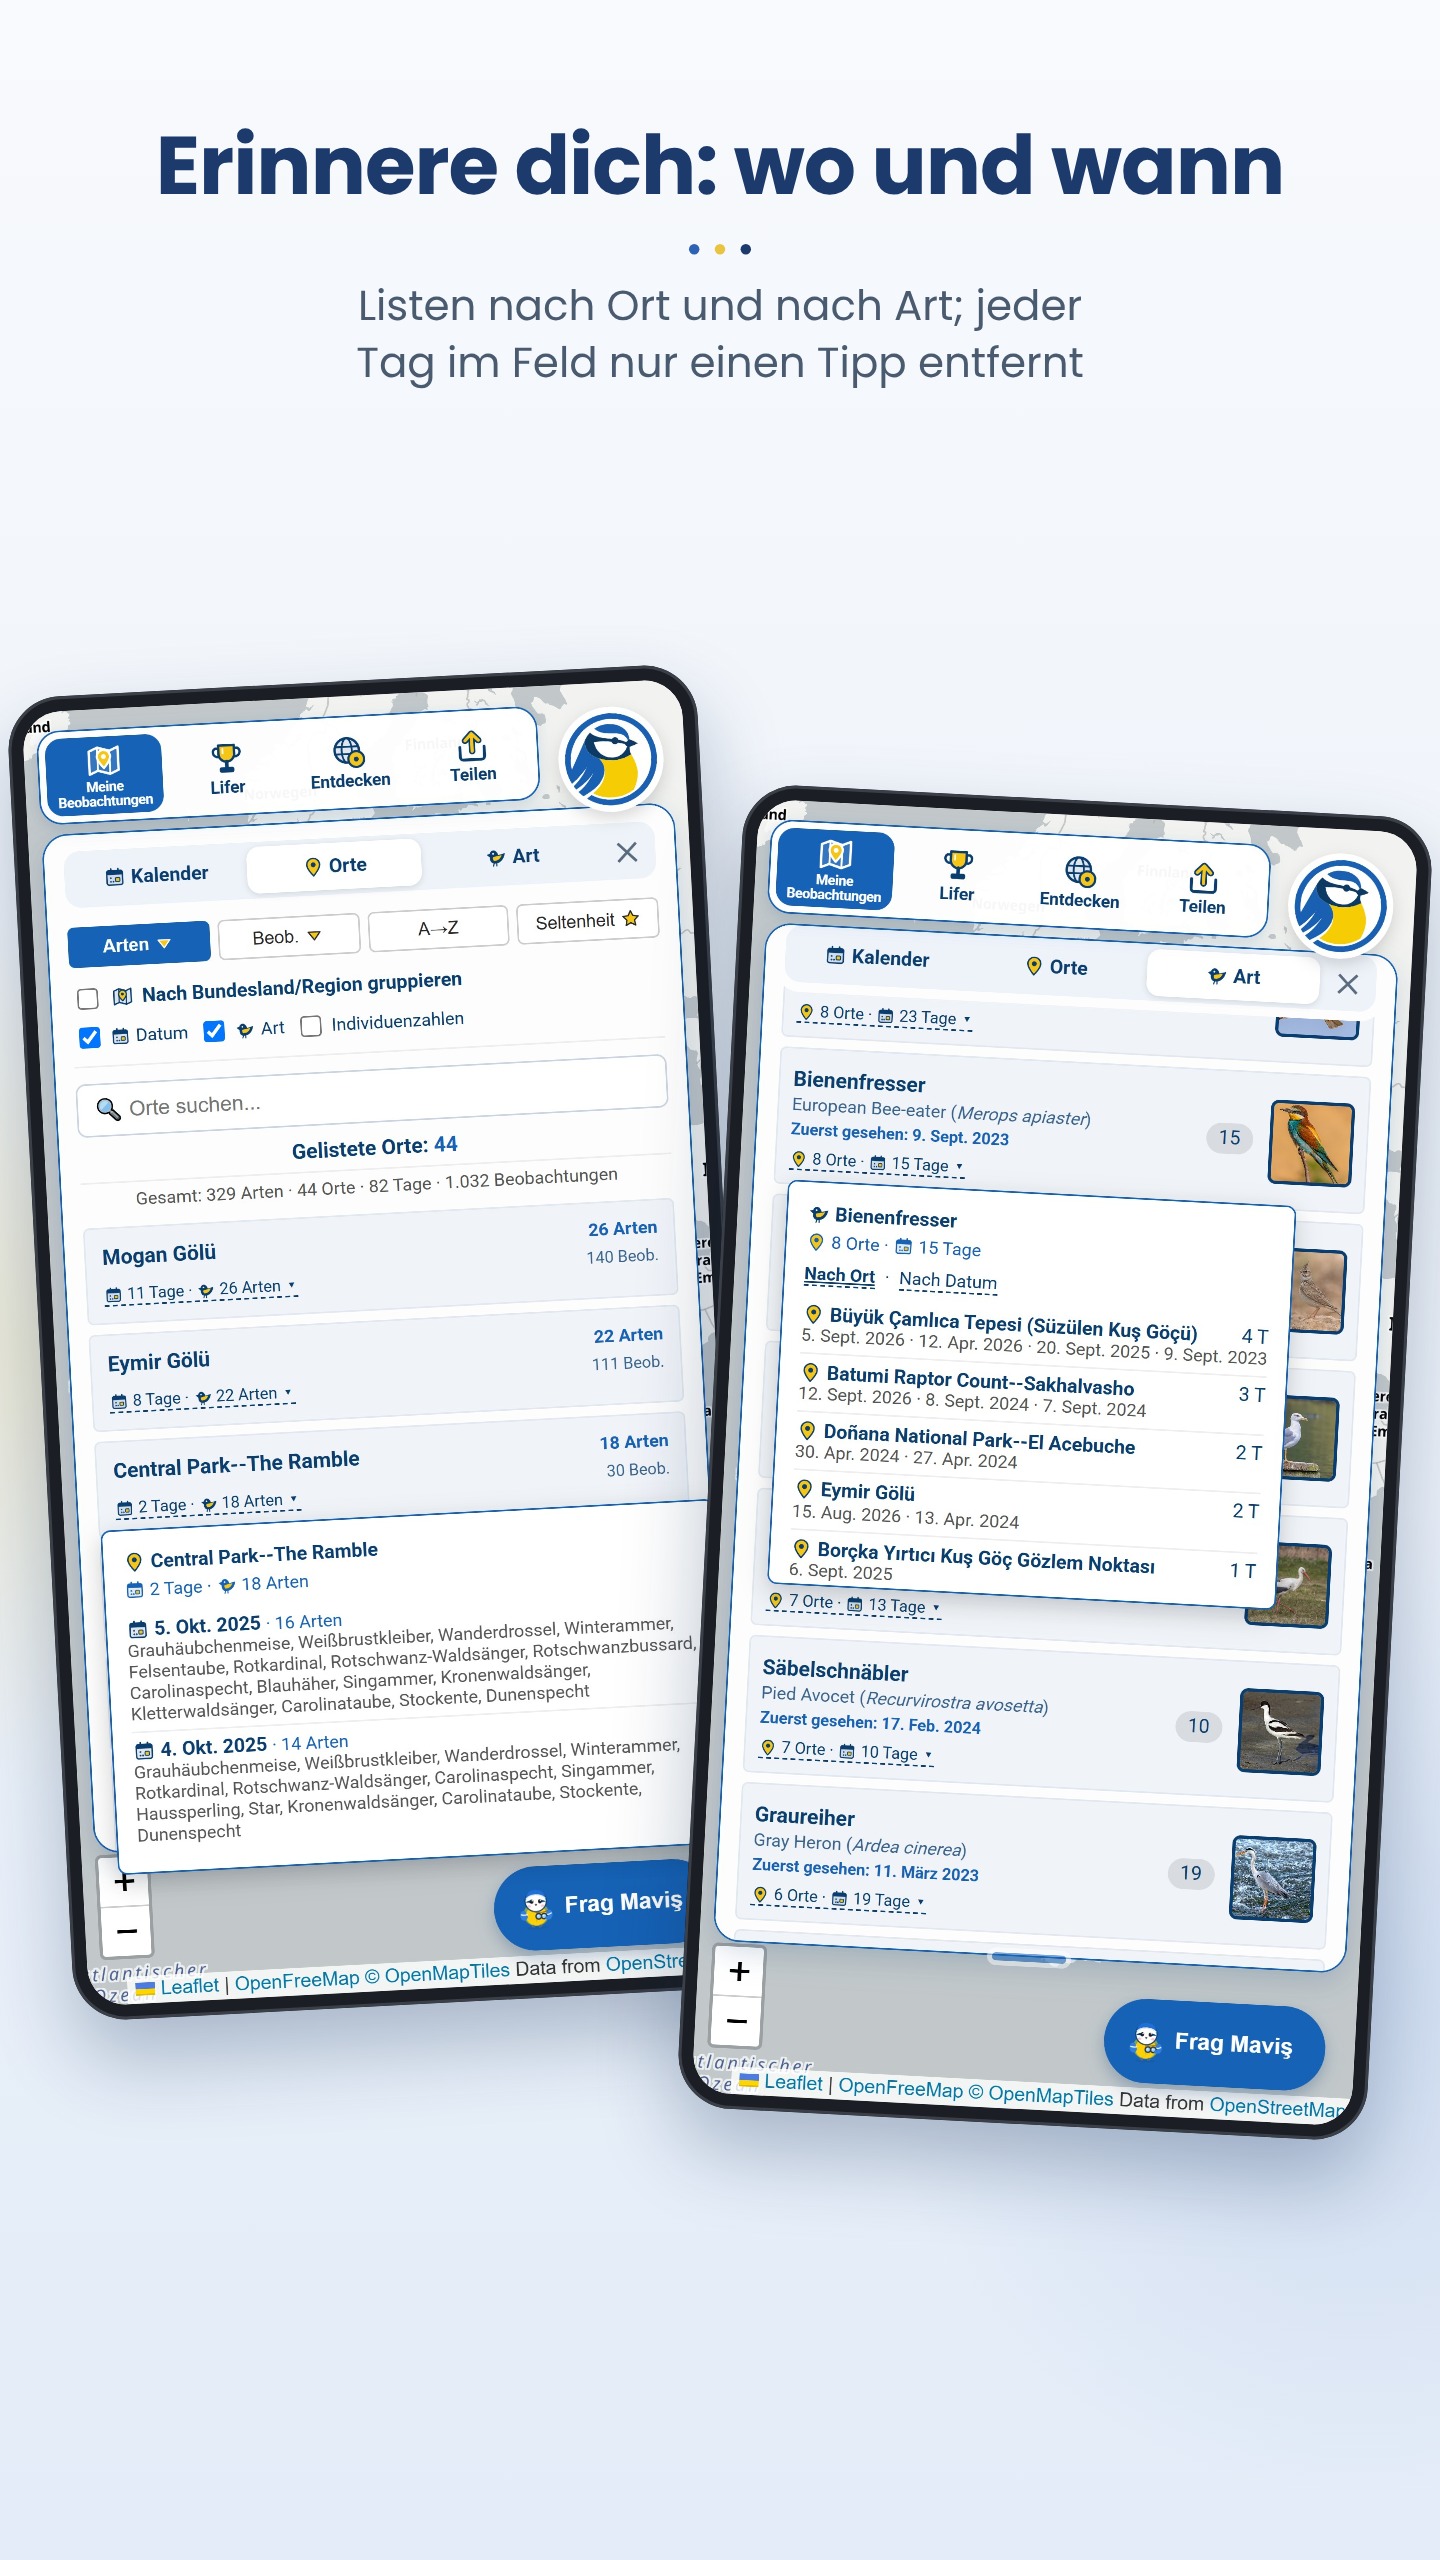 Erinnere dich: wo und wann
Listen nach Ort und nach Art; jeder
Tag im Feld nur einen Tipp entfernt
Meine
Beobachtungen
Lifer
Entdecken
Teilen
Kalender
Orte
Art
Arten
Beob.
A→Z
Seltenheit
Nach Bundesland/Region gruppieren
Datum
Art
Individuenzahlen
Orte suchen...
Gelistete Orte: 44
Gesamt: 329 Arten · 44 Orte · 82 Tage · 1.032 Beobachtungen
Mogan Gölü
26 Arten
140 Beob.
11 Tage · 26 Arten
Eymir Gölü
22 Arten
111 Beob.
8 Tage · 22 Arten
Central Park--The Ramble
18 Arten
30 Beob.
2 Tage · 18 Arten
Central Park--The Ramble
2 Tage · 18 Arten
5. Okt. 2025 · 16 Arten
Grauhäubchenmeise, Weißbrustkleiber, Wanderdrossel, Winterammer,
Felsentaube, Rotkardinal, Rotschwanz-Waldsänger, Rotschwanzbussard,
Carolinaspecht, Blauhäher, Singammer, Kronenwaldsänger,
Kletterwaldsänger, Carolinataube, Stockente, Dunenspecht
4. Okt. 2025 · 14 Arten
Grauhäubchenmeise, Weißbrustkleiber, Wanderdrossel, Winterammer,
Rotkardinal, Rotschwanz-Waldsänger, Carolinaspecht, Singammer,
Haussperling, Star, Kronenwaldsänger, Carolinataube, Stockente,
Dunenspecht
+
−
Frag Maviş
tlantischer
Leaflet | OpenFreeMap © OpenMapTiles Data from OpenStre
Meine
Beobachtungen
Lifer
Entdecken
Teilen
Kalender
Orte
Art
8 Orte · 23 Tage
Bienenfresser
European Bee-eater (Merops apiaster)
Zuerst gesehen: 9. Sept. 2023
8 Orte · 15 Tage
15
Bienenfresser
8 Orte · 15 Tage
Nach Ort · Nach Datum
Büyük Çamlıca Tepesi (Süzülen Kuş Göçü) 4 T
5. Sept. 2026 · 12. Apr. 2026 · 20. Sept. 2025 · 9. Sept. 2023
Batumi Raptor Count--Sakhalvasho 3 T
12. Sept. 2026 · 8. Sept. 2024 · 7. Sept. 2024
Doñana National Park--El Acebuche 2 T
30. Apr. 2024 · 27. Apr. 2024
Eymir Gölü 2 T
15. Aug. 2026 · 13. Apr. 2024
Borçka Yırtıcı Kuş Göç Gözlem Noktası 1 T
6. Sept. 2025
7 Orte · 13 Tage
Säbelschnäbler
Pied Avocet (Recurvirostra avosetta)
Zuerst gesehen: 17. Feb. 2024
7 Orte · 10 Tage
10
Graureiher
Gray Heron (Ardea cinerea)
Zuerst gesehen: 11. März 2023
6 Orte · 19 Tage
19
+
−
Frag Maviş
tlantischer
Leaflet | OpenFreeMap © OpenMapTiles Data from OpenStreetMap